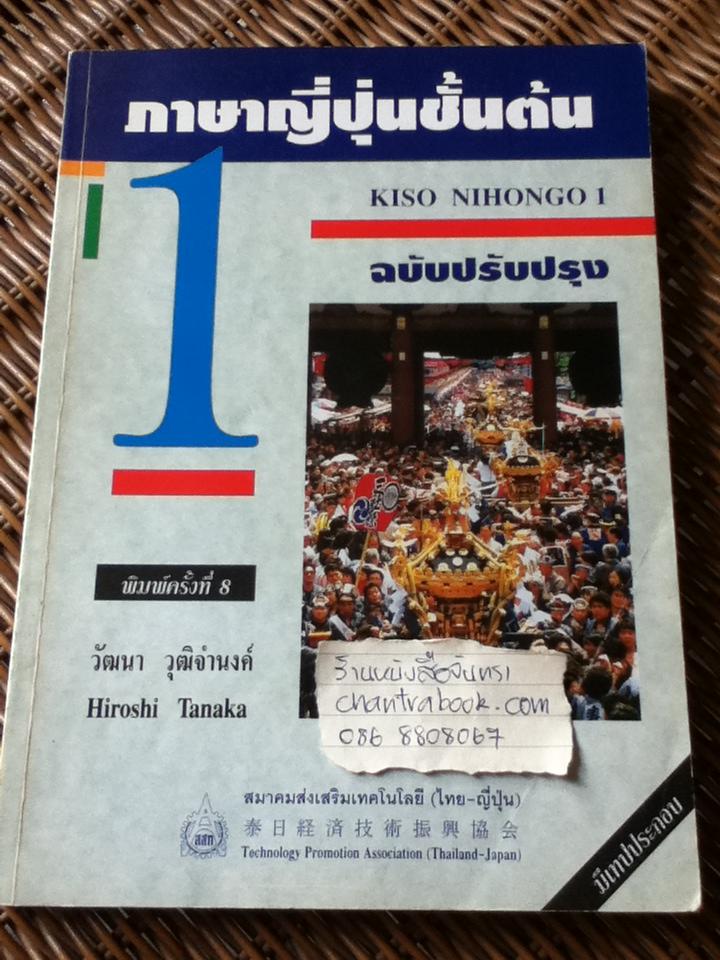 ภาษาญี่ปุ่นชั้นต้น
1
KISO NIHONGO 1
ฉบับปรับปรุง
พิมพ์ครั้งที่ 8
วัฒนา วุฒิจำนงค์
Hiroshi Tanaka
ร้านหนังสือจันทรา
chantrabook.com
086 8808067
สมาคมส่งเสริมเทคโนโลยี (ไทย-ญี่ปุ่น)
泰日経済技術振興協会
Technology Promotion Association (Thailand-Japan)
สสท
มีเทปประกอบ